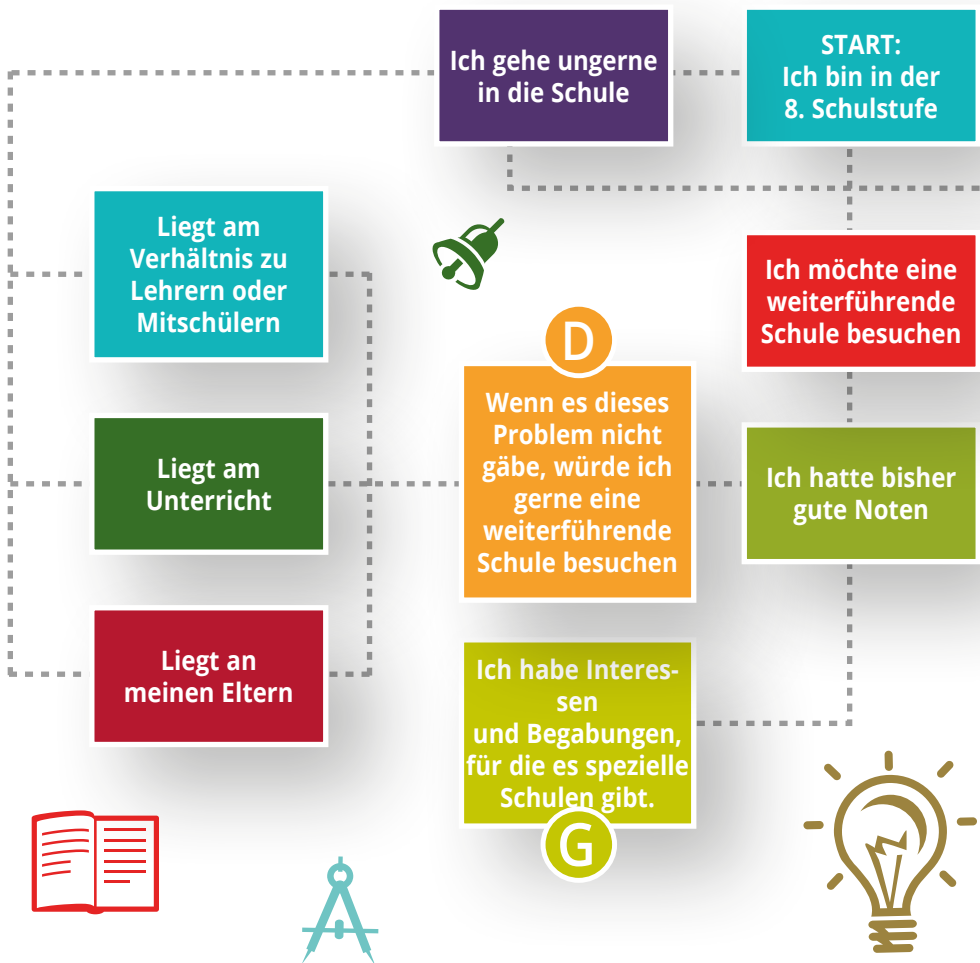 Ich gehe ungerne
in die Schule
START:
Ich bin in der
8. Schulstufe
Liegt am
Verhältnis zu
Lehrern oder
Mitschülern
Ich möchte eine
weiterführende
Schule besuchen
D
Wenn es dieses
Problem nicht
gäbe, würde ich
gerne eine
weiterführende
Schule besuchen
Liegt am
Unterricht
Ich hatte bisher
gute Noten
Liegt an
meinen Eltern
Ich habe Interes-
sen
und Begabungen,
für die es spezielle
Schulen gibt.
G